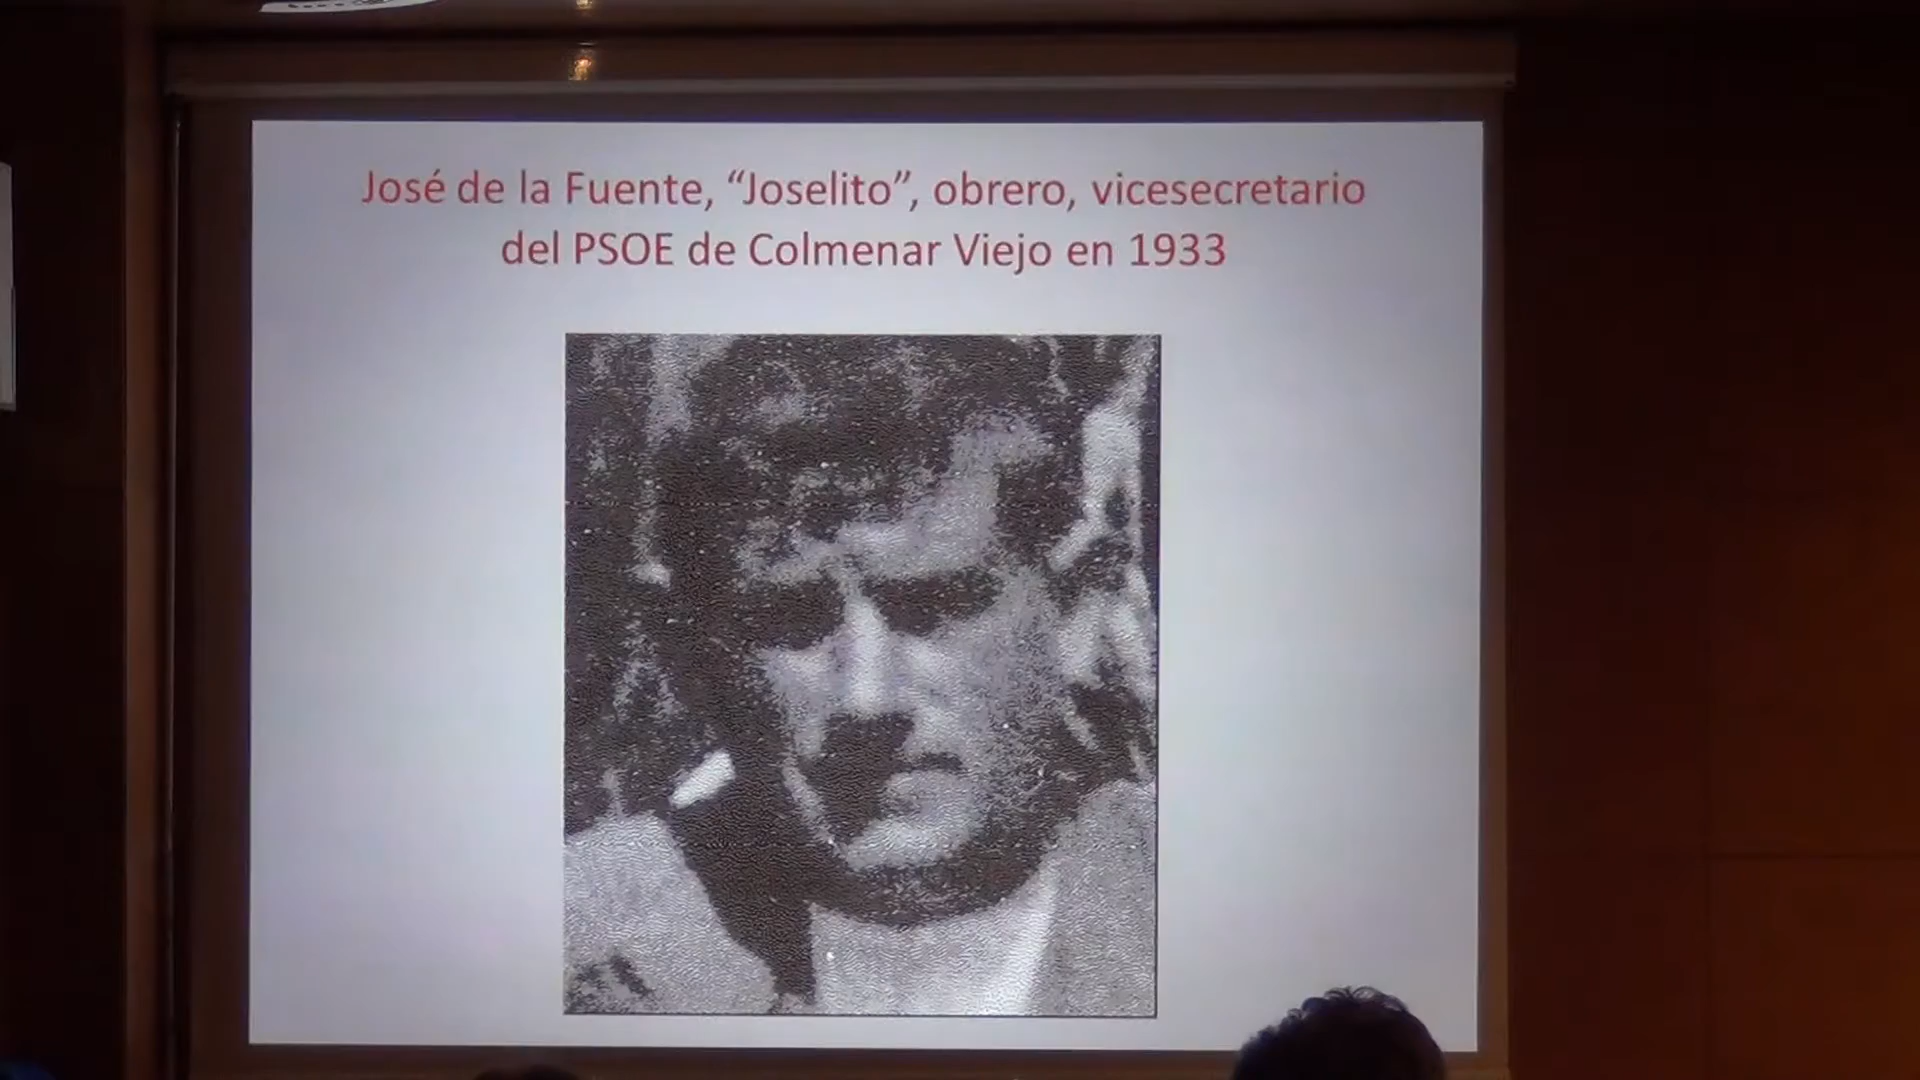 José de la Fuente, “Joselito”, obrero, vicesecretario
del PSOE de Colmenar Viejo en 1933